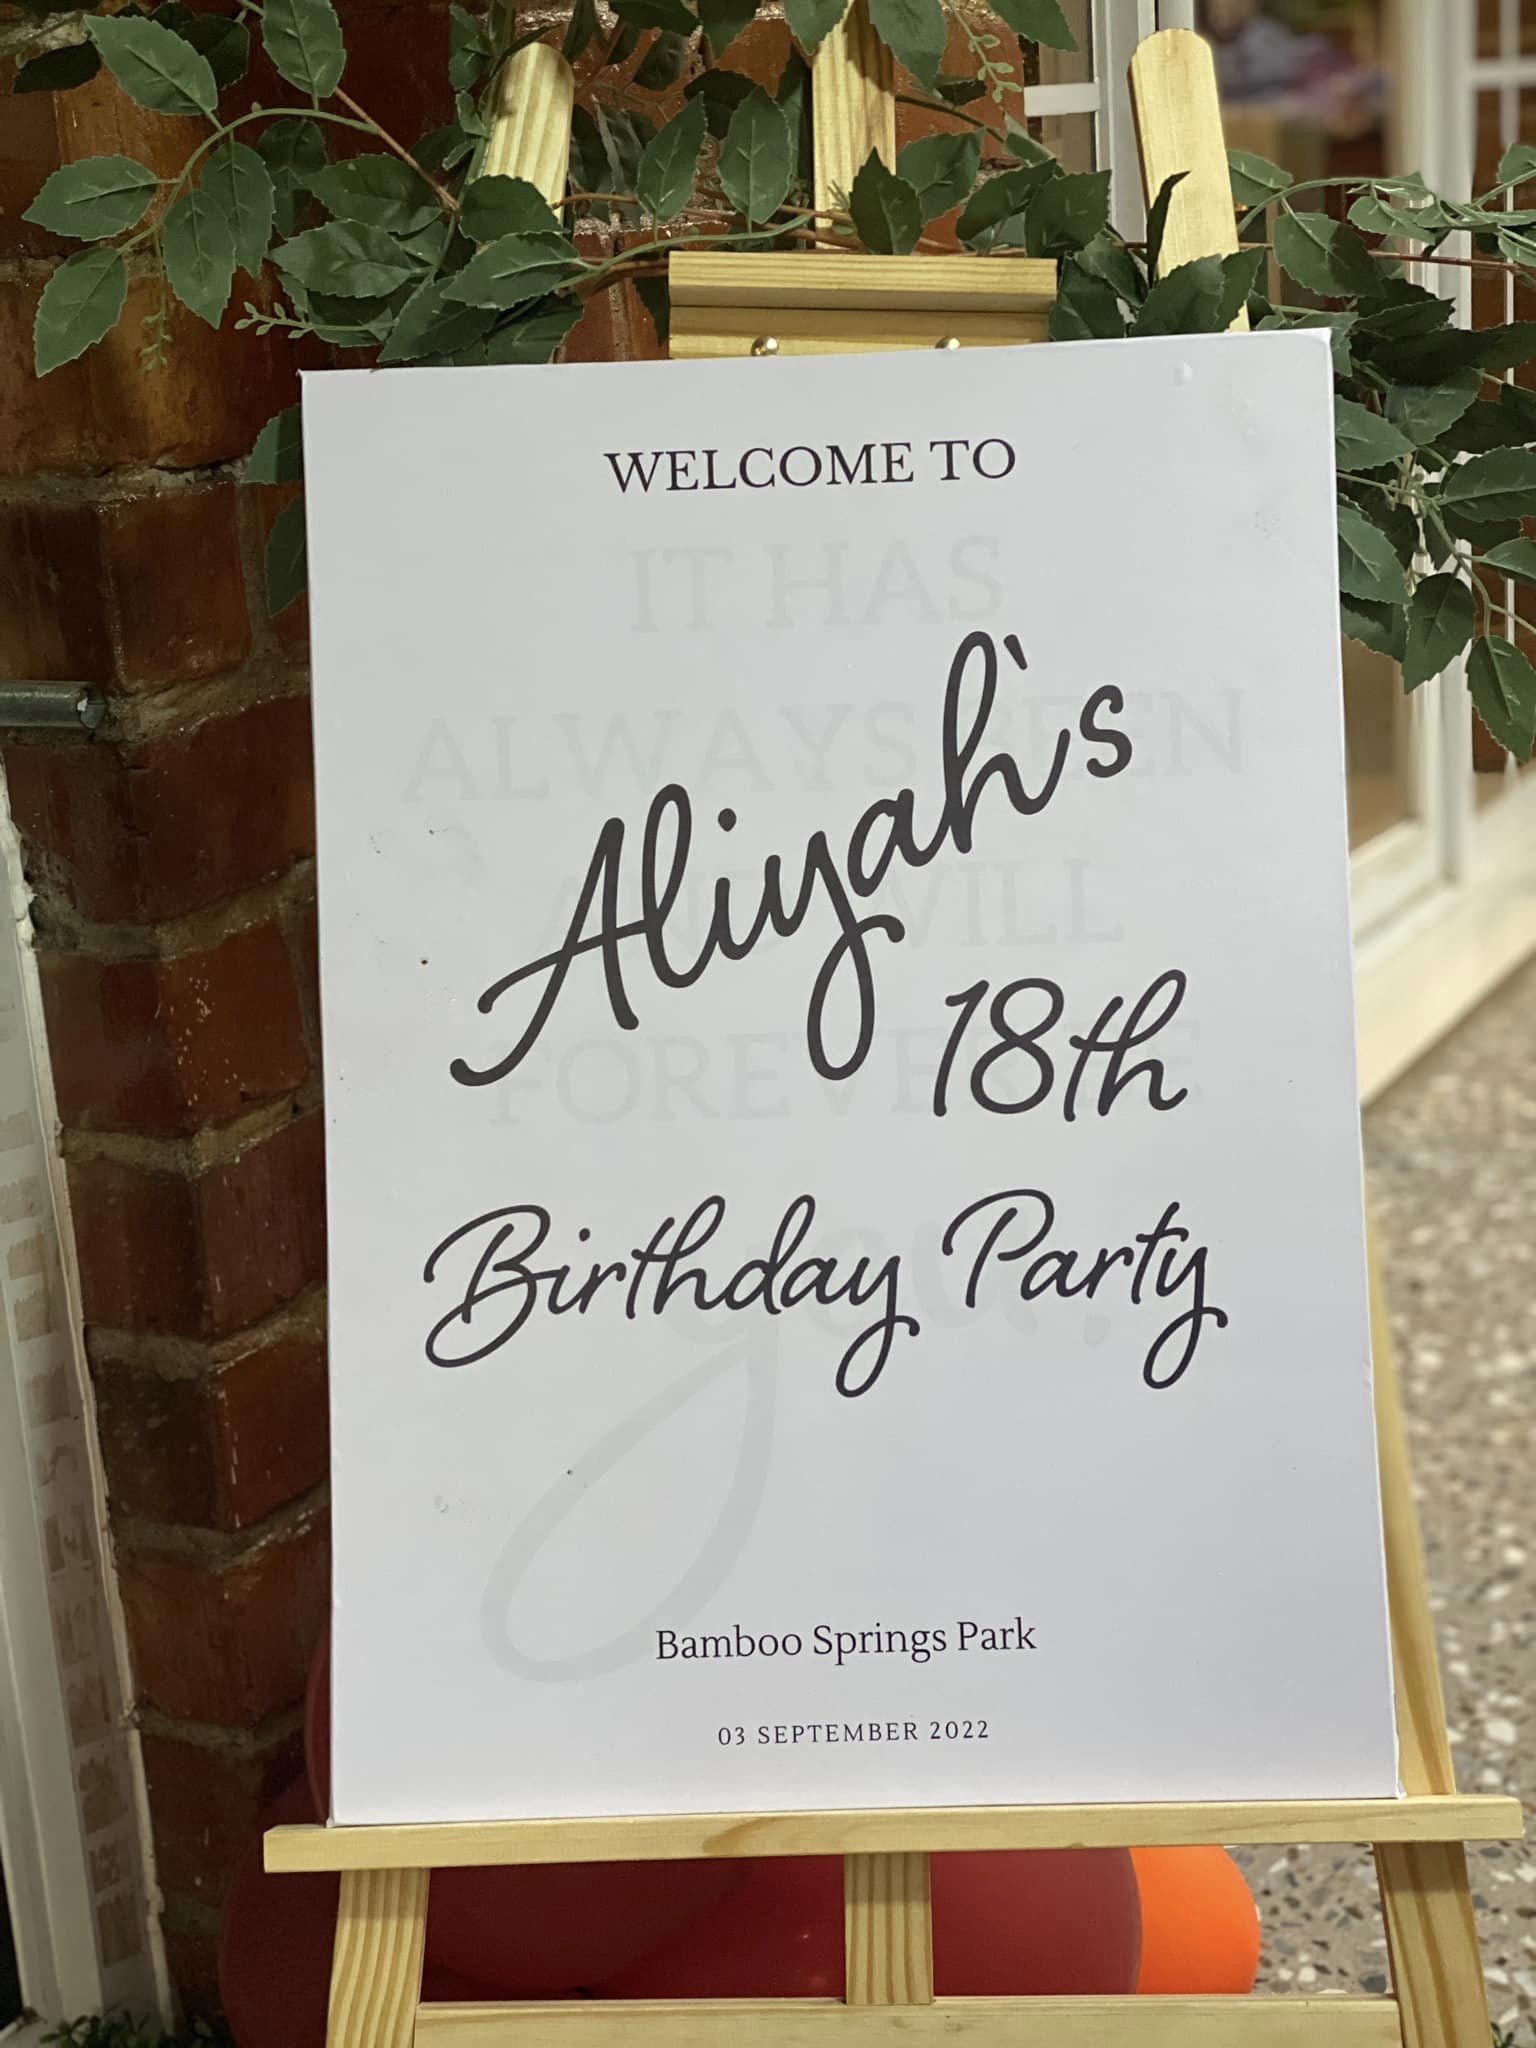 WELCOME TO
IT HAS
ALWAYS BEEN
AND WILL
FOREVER BE
you.
Aliyah's
18th
Birthday Party
Bamboo Springs Park
03 SEPTEMBER 2022